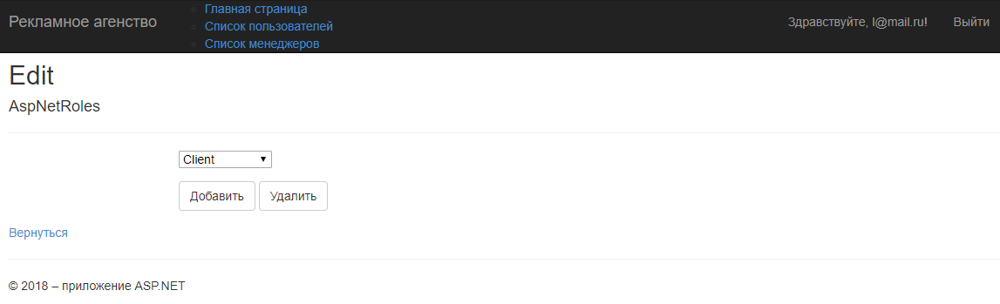 Рекламное агенство
Главная страница
Список пользователей
Список менеджеров
Здравствуйте, l@mail.ru!
Выйти
Edit
AspNetRoles
Client
Добавить
Удалить
Вернуться
© 2018 – приложение ASP.NET